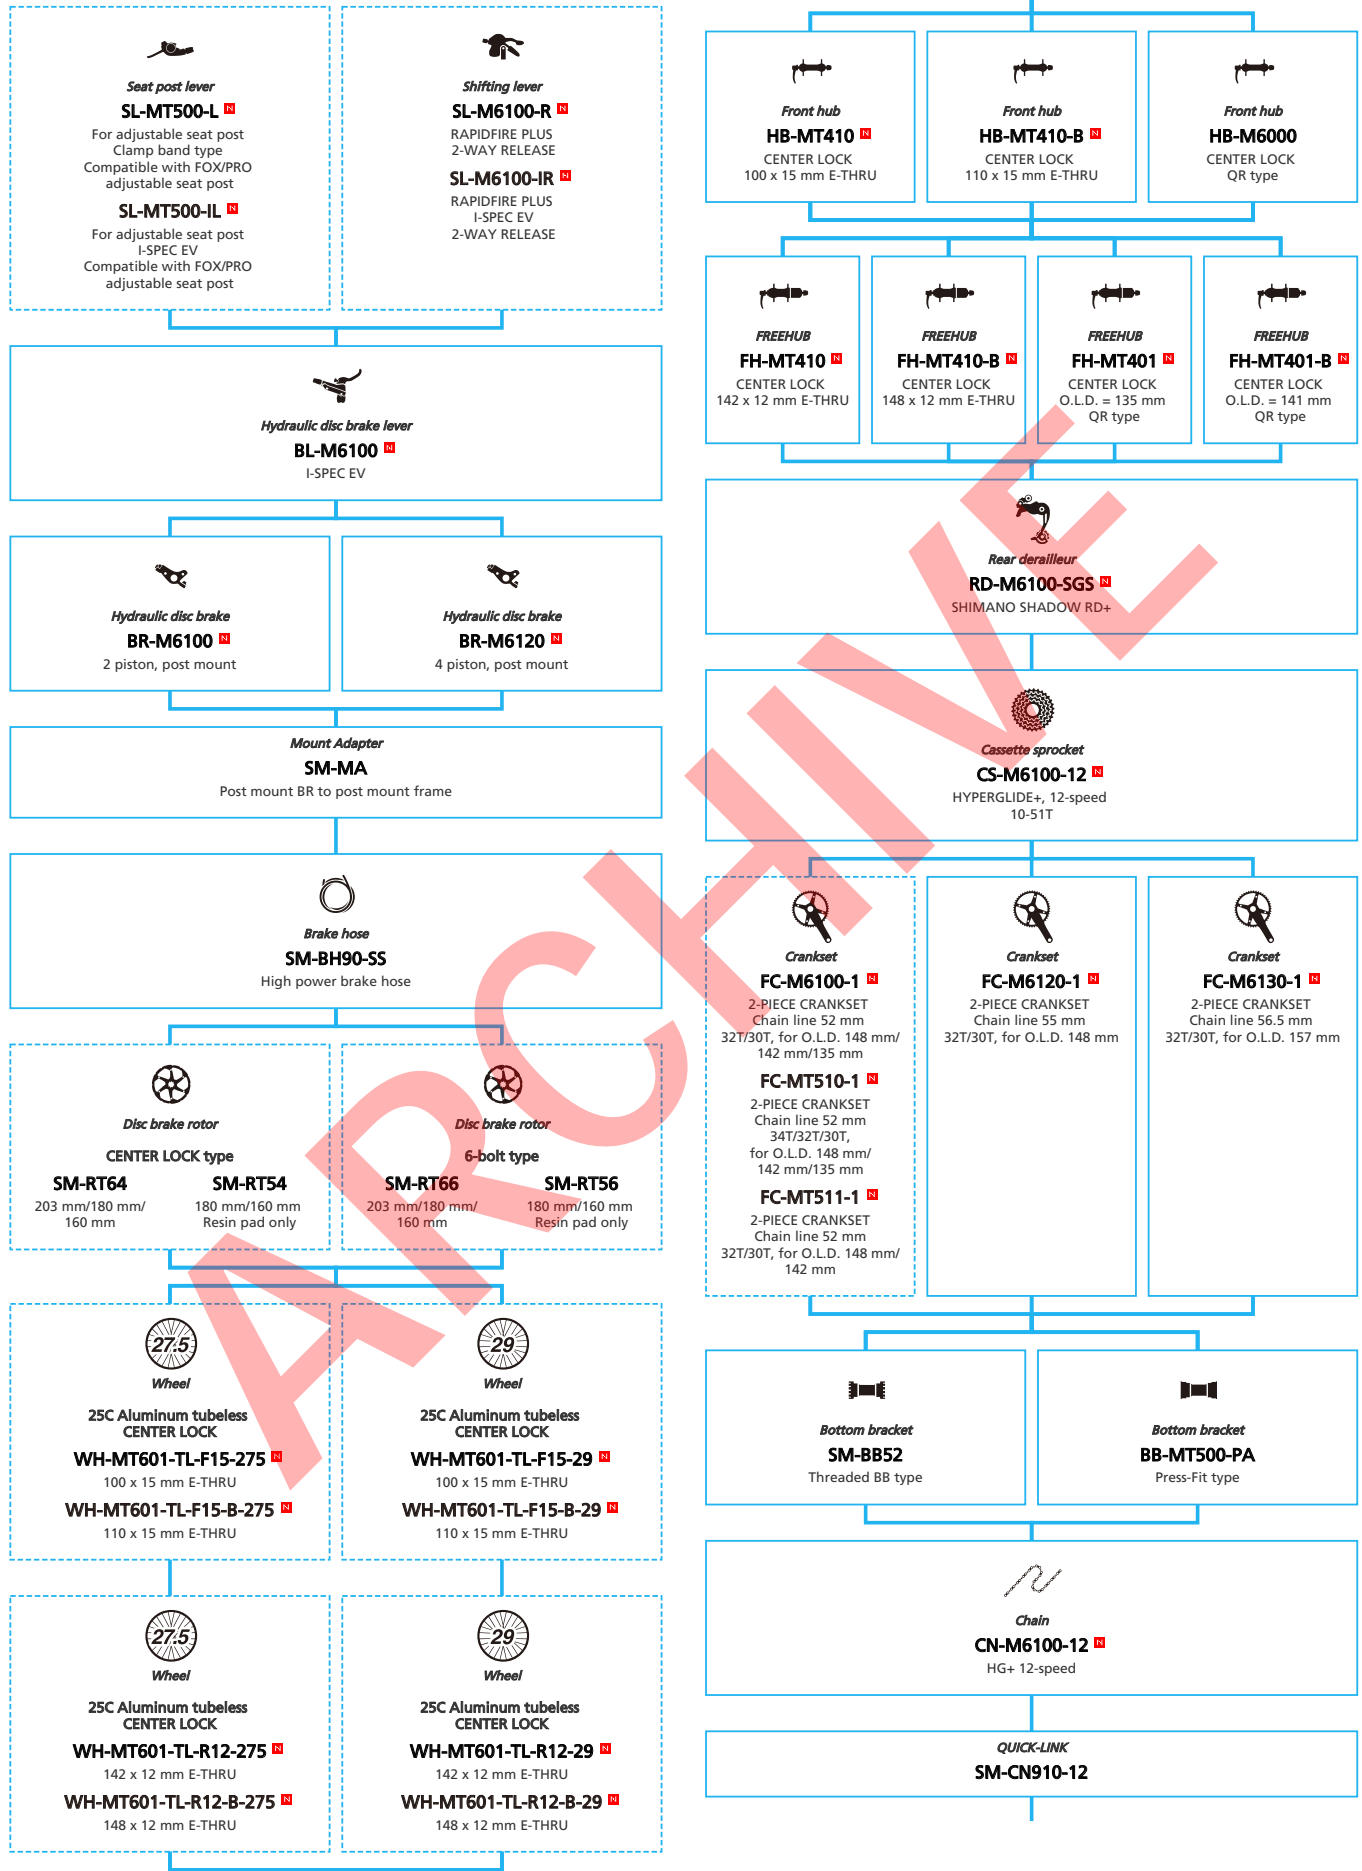 Seat post lever
SL-MT500-L N
For adjustable seat post
Clamp band type
Compatible with FOX/PRO
adjustable seat post
SL-MT500-IL N
For adjustable seat post
I-SPEC EV
Compatible with FOX/PRO
adjustable seat post
Shifting lever
SL-M6100-R N
RAPIDFIRE PLUS
2-WAY RELEASE
SL-M6100-IR N
RAPIDFIRE PLUS
I-SPEC EV
2-WAY RELEASE
Hydraulic disc brake lever
BL-M6100 N
I-SPEC EV
Hydraulic disc brake
BR-M6100 N
2 piston, post mount
Hydraulic disc brake
BR-M6120 N
4 piston, post mount
Mount Adapter
SM-MA
Post mount BR to post mount frame
Brake hose
SM-BH90-SS
High power brake hose
Disc brake rotor
CENTER LOCK type
SM-RT64
203 mm/180 mm/
160 mm
SM-RT54
180 mm/160 mm
Resin pad only
Disc brake rotor
6-bolt type
SM-RT66
203 mm/180 mm/
160 mm
SM-RT56
180 mm/160 mm
Resin pad only
27.5
Wheel
25C Aluminum tubeless
CENTER LOCK
WH-MT601-TL-F15-275 N
100 x 15 mm E-THRU
WH-MT601-TL-F15-B-275 N
110 x 15 mm E-THRU
29
Wheel
25C Aluminum tubeless
CENTER LOCK
WH-MT601-TL-F15-29 N
100 x 15 mm E-THRU
WH-MT601-TL-F15-B-29 N
110 x 15 mm E-THRU
27.5
Wheel
25C Aluminum tubeless
CENTER LOCK
WH-MT601-TL-R12-275 N
142 x 12 mm E-THRU
WH-MT601-TL-R12-B-275 N
148 x 12 mm E-THRU
29
Wheel
25C Aluminum tubeless
CENTER LOCK
WH-MT601-TL-R12-29 N
142 x 12 mm E-THRU
WH-MT601-TL-R12-B-29 N
148 x 12 mm E-THRU
Front hub
HB-MT410 N
CENTER LOCK
100 x 15 mm E-THRU
Front hub
HB-MT410-B N
CENTER LOCK
110 x 15 mm E-THRU
Front hub
HB-M6000
CENTER LOCK
QR type
FREEHUB
FH-MT410 N
CENTER LOCK
142 x 12 mm E-THRU
FREEHUB
FH-MT410-B N
CENTER LOCK
148 x 12 mm E-THRU
FREEHUB
FH-MT401 N
CENTER LOCK
O.L.D. = 135 mm
QR type
FREEHUB
FH-MT401-B N
CENTER LOCK
O.L.D. = 141 mm
QR type
Rear derailleur
RD-M6100-SGS N
SHIMANO SHADOW RD+
Cassette sprocket
CS-M6100-12 N
HYPERGLIDE+, 12-speed
10-51T
Crankset
FC-M6100-1 N
2-PIECE CRANKSET
Chain line 52 mm
32T/30T, for O.L.D. 148 mm/
142 mm/135 mm
FC-MT510-1 N
2-PIECE CRANKSET
Chain line 52 mm
34T/32T/30T,
for O.L.D. 148 mm/
142 mm/135 mm
FC-MT511-1 N
2-PIECE CRANKSET
Chain line 52 mm
32T/30T, for O.L.D. 148 mm/
142 mm
Crankset
FC-M6120-1 N
2-PIECE CRANKSET
Chain line 55 mm
32T/30T, for O.L.D. 148 mm
Crankset
FC-M6130-1 N
2-PIECE CRANKSET
Chain line 56.5 mm
32T/30T, for O.L.D. 157 mm
Bottom bracket
SM-BB52
Threaded BB type
Bottom bracket
BB-MT500-PA
Press-Fit type
Chain
CN-M6100-12 N
HG+ 12-speed
QUICK-LINK
SM-CN910-12
ARCHIVE